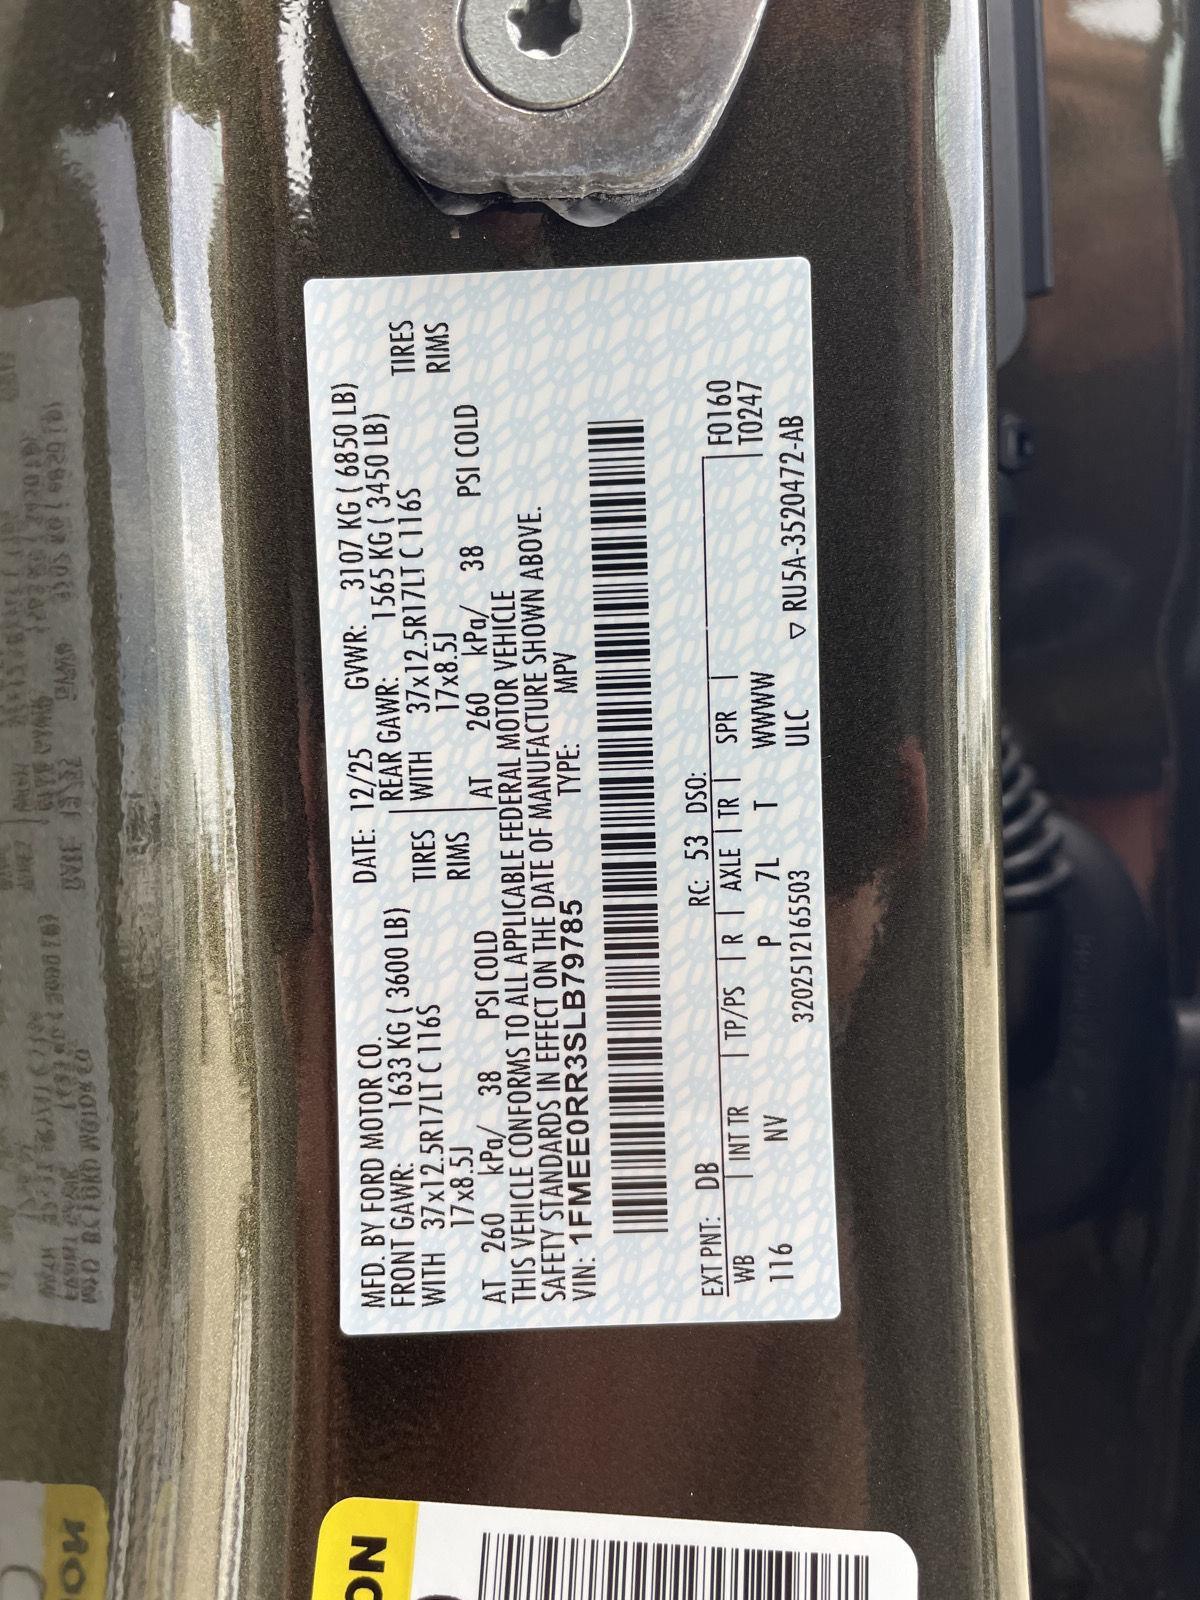 MFD. BY FORD MOTOR CO. DATE: 12/25 GVWR: 3107 KG ( 6850 LB)
FRONT GAWR: 1633 KG ( 3600 LB) REAR GAWR: 1565 KG ( 3450 LB)
WITH 37x12.5R17LT C 116S TIRES WITH 37x12.5R17LT C 116S TIRES
17x8.5J RIMS 17x8.5J RIMS
AT 260 kPa/ 38 PSI COLD AT 260 kPa/ 38 PSI COLD
THIS VEHICLE CONFORMS TO ALL APPLICABLE FEDERAL MOTOR VEHICLE
SAFETY STANDARDS IN EFFECT ON THE DATE OF MANUFACTURE SHOWN ABOVE.
VIN: 1FMEE0RR3SLB79785 TYPE: MPV
EXT PNT: DB RC: 53 DSO: F0160
WB INT TR TP/PS R AXLE TR SPR T0247
116 NV P 7L T WWWW
3202512165503 ULC ▽ RU5A-3520472-AB
ON